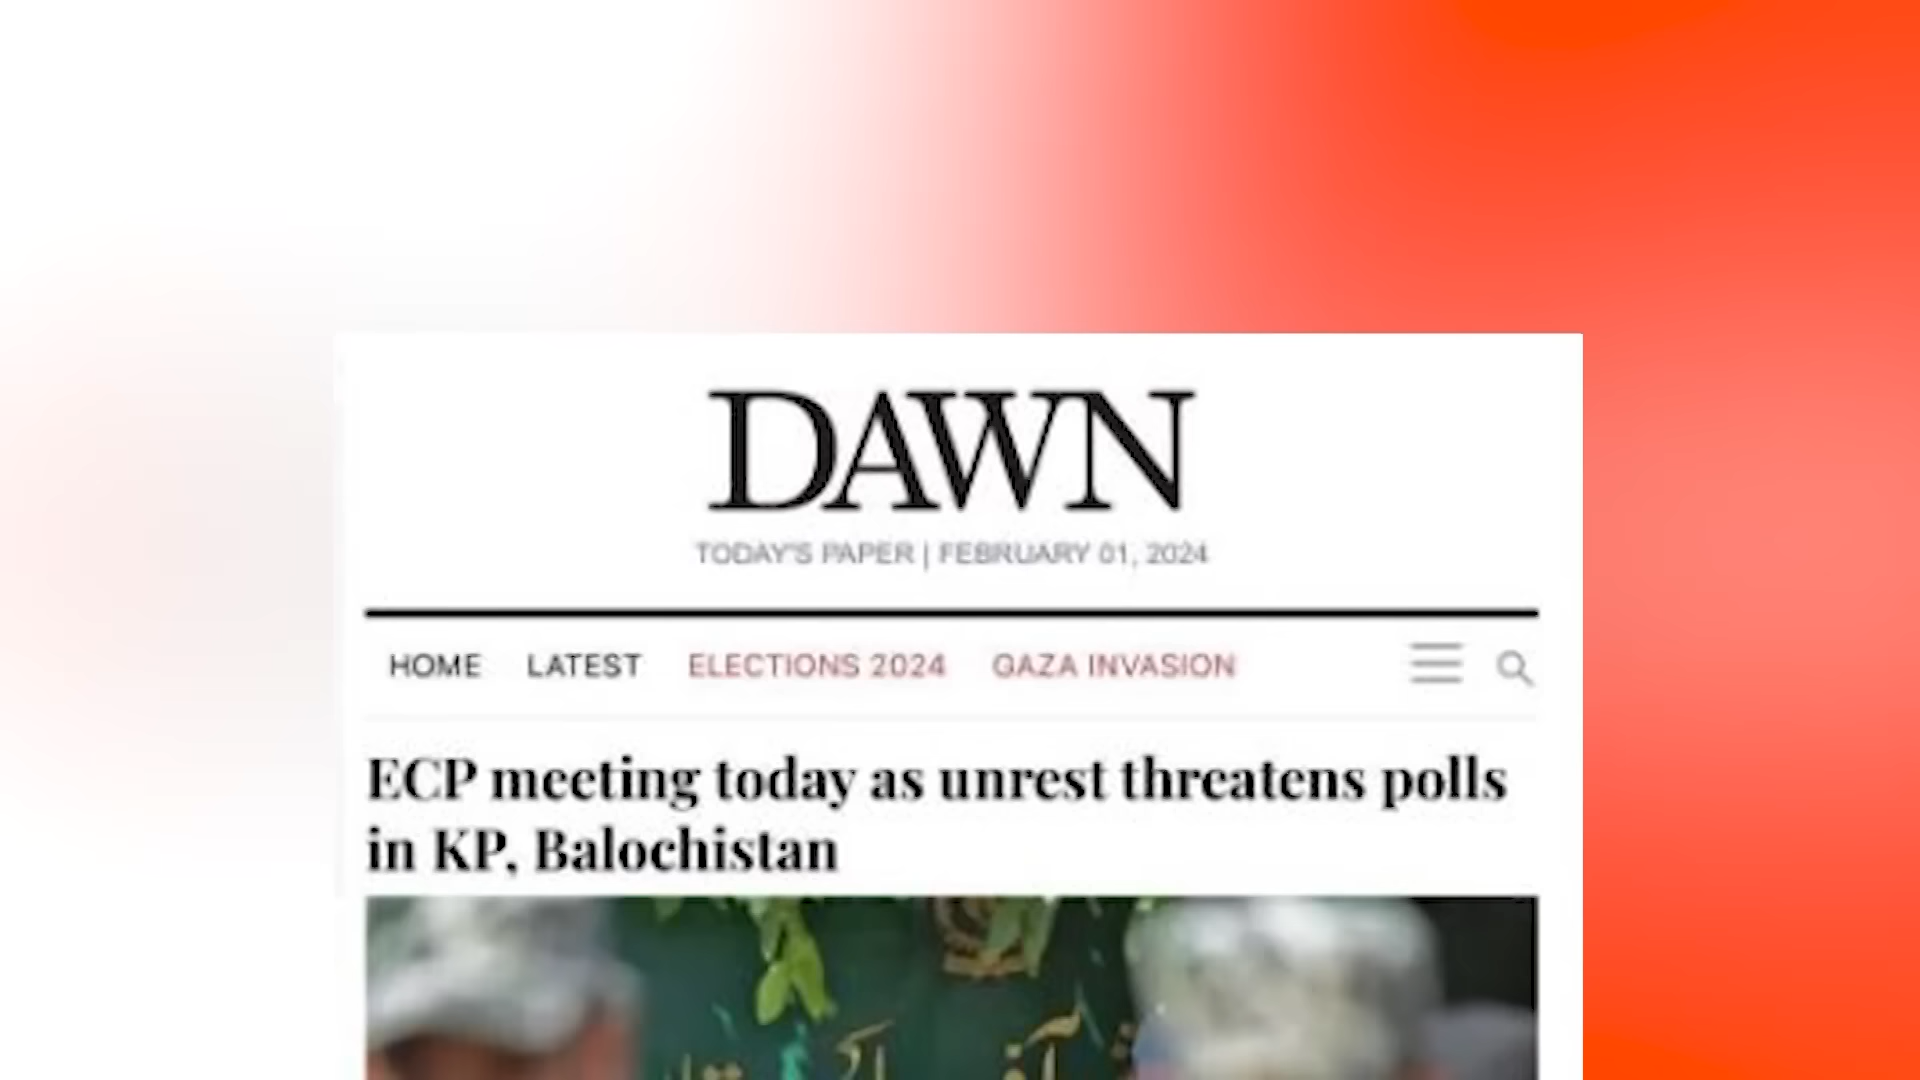 DAWN
TODAY'S PAPER | FEBRUARY 01, 2024
HOME LATEST ELECTIONS 2024 GAZA INVASION
ECP meeting today as unrest threatens polls
in KP, Balochistan